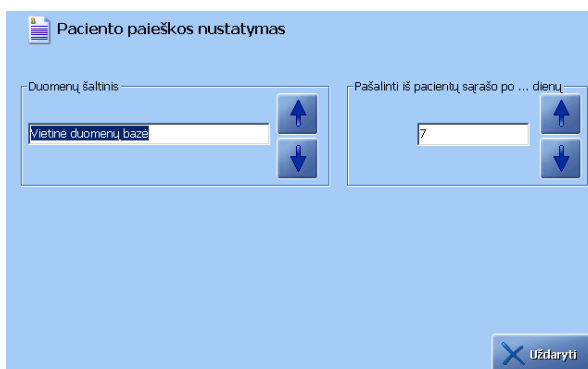 Paciento paieškos nustatymas
Duomenų šaltinis
Vietinė duomenų bazė
Pašalinti iš pacientų sąrašo po ... dienų
7
Uždaryti